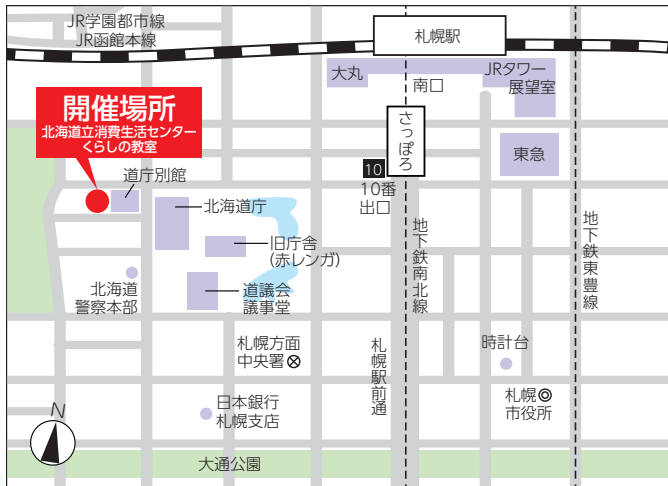 JR学園都市線
JR函館本線
札幌駅
大丸
南口
JRタワー
展望室
開催場所
北海道立消費生活センター
くらしの教室
さっぽろ
東急
10
10番
出口
道庁別館
北海道庁
旧庁舎
(赤レンガ)
地下鉄南北線
地下鉄東豊線
北海道
警察本部
道議会
議事堂
札幌方面
中央署
札幌駅前通
時計台
日本銀行
札幌支店
札幌
市役所
N
大通公園